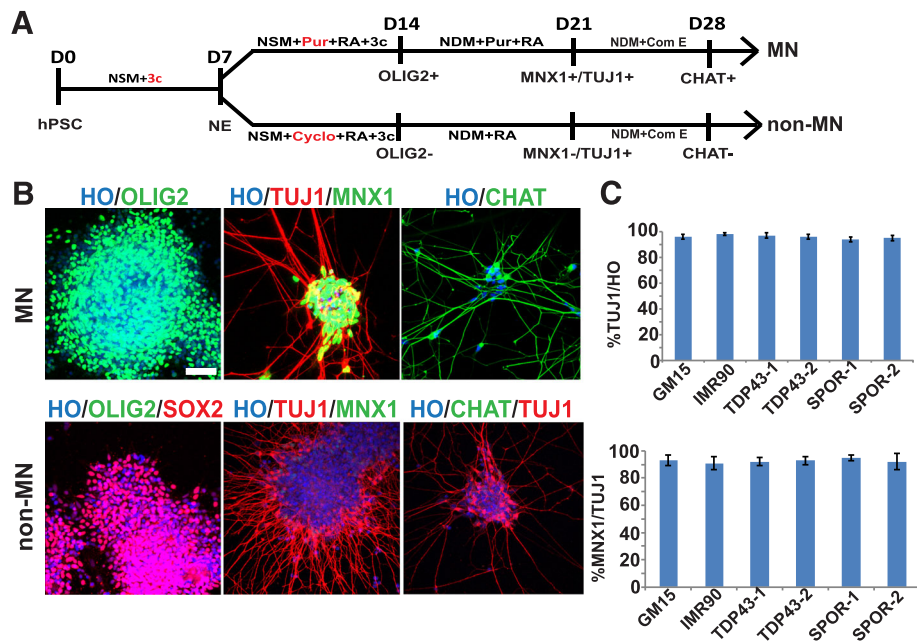 A
D0
D7
D14
D21
D28
NSM+3c
NSM+Pur+RA+3c
NDM+Pur+RA
NDM+Com E
MN
hPSC
NE
OLIG2+
MNX1+/TUJ1+
CHAT+
NSM+Cyclo+RA+3c
NDM+RA
NDM+Com E
non-MN
OLIG2-
MNX1-/TUJ1+
CHAT-
B
HO/OLIG2
HO/TUJ1/MNX1
HO/CHAT
MN
HO/OLIG2/SOX2
HO/TUJ1/MNX1
HO/CHAT/TUJ1
non-MN
C
%TUJ1/HO
100
80
60
40
20
0
GM15
IMR90
TDP43-1
TDP43-2
SPOR-1
SPOR-2
%MNX1/TUJ1
100
80
60
40
20
0
GM15
IMR90
TDP43-1
TDP43-2
SPOR-1
SPOR-2